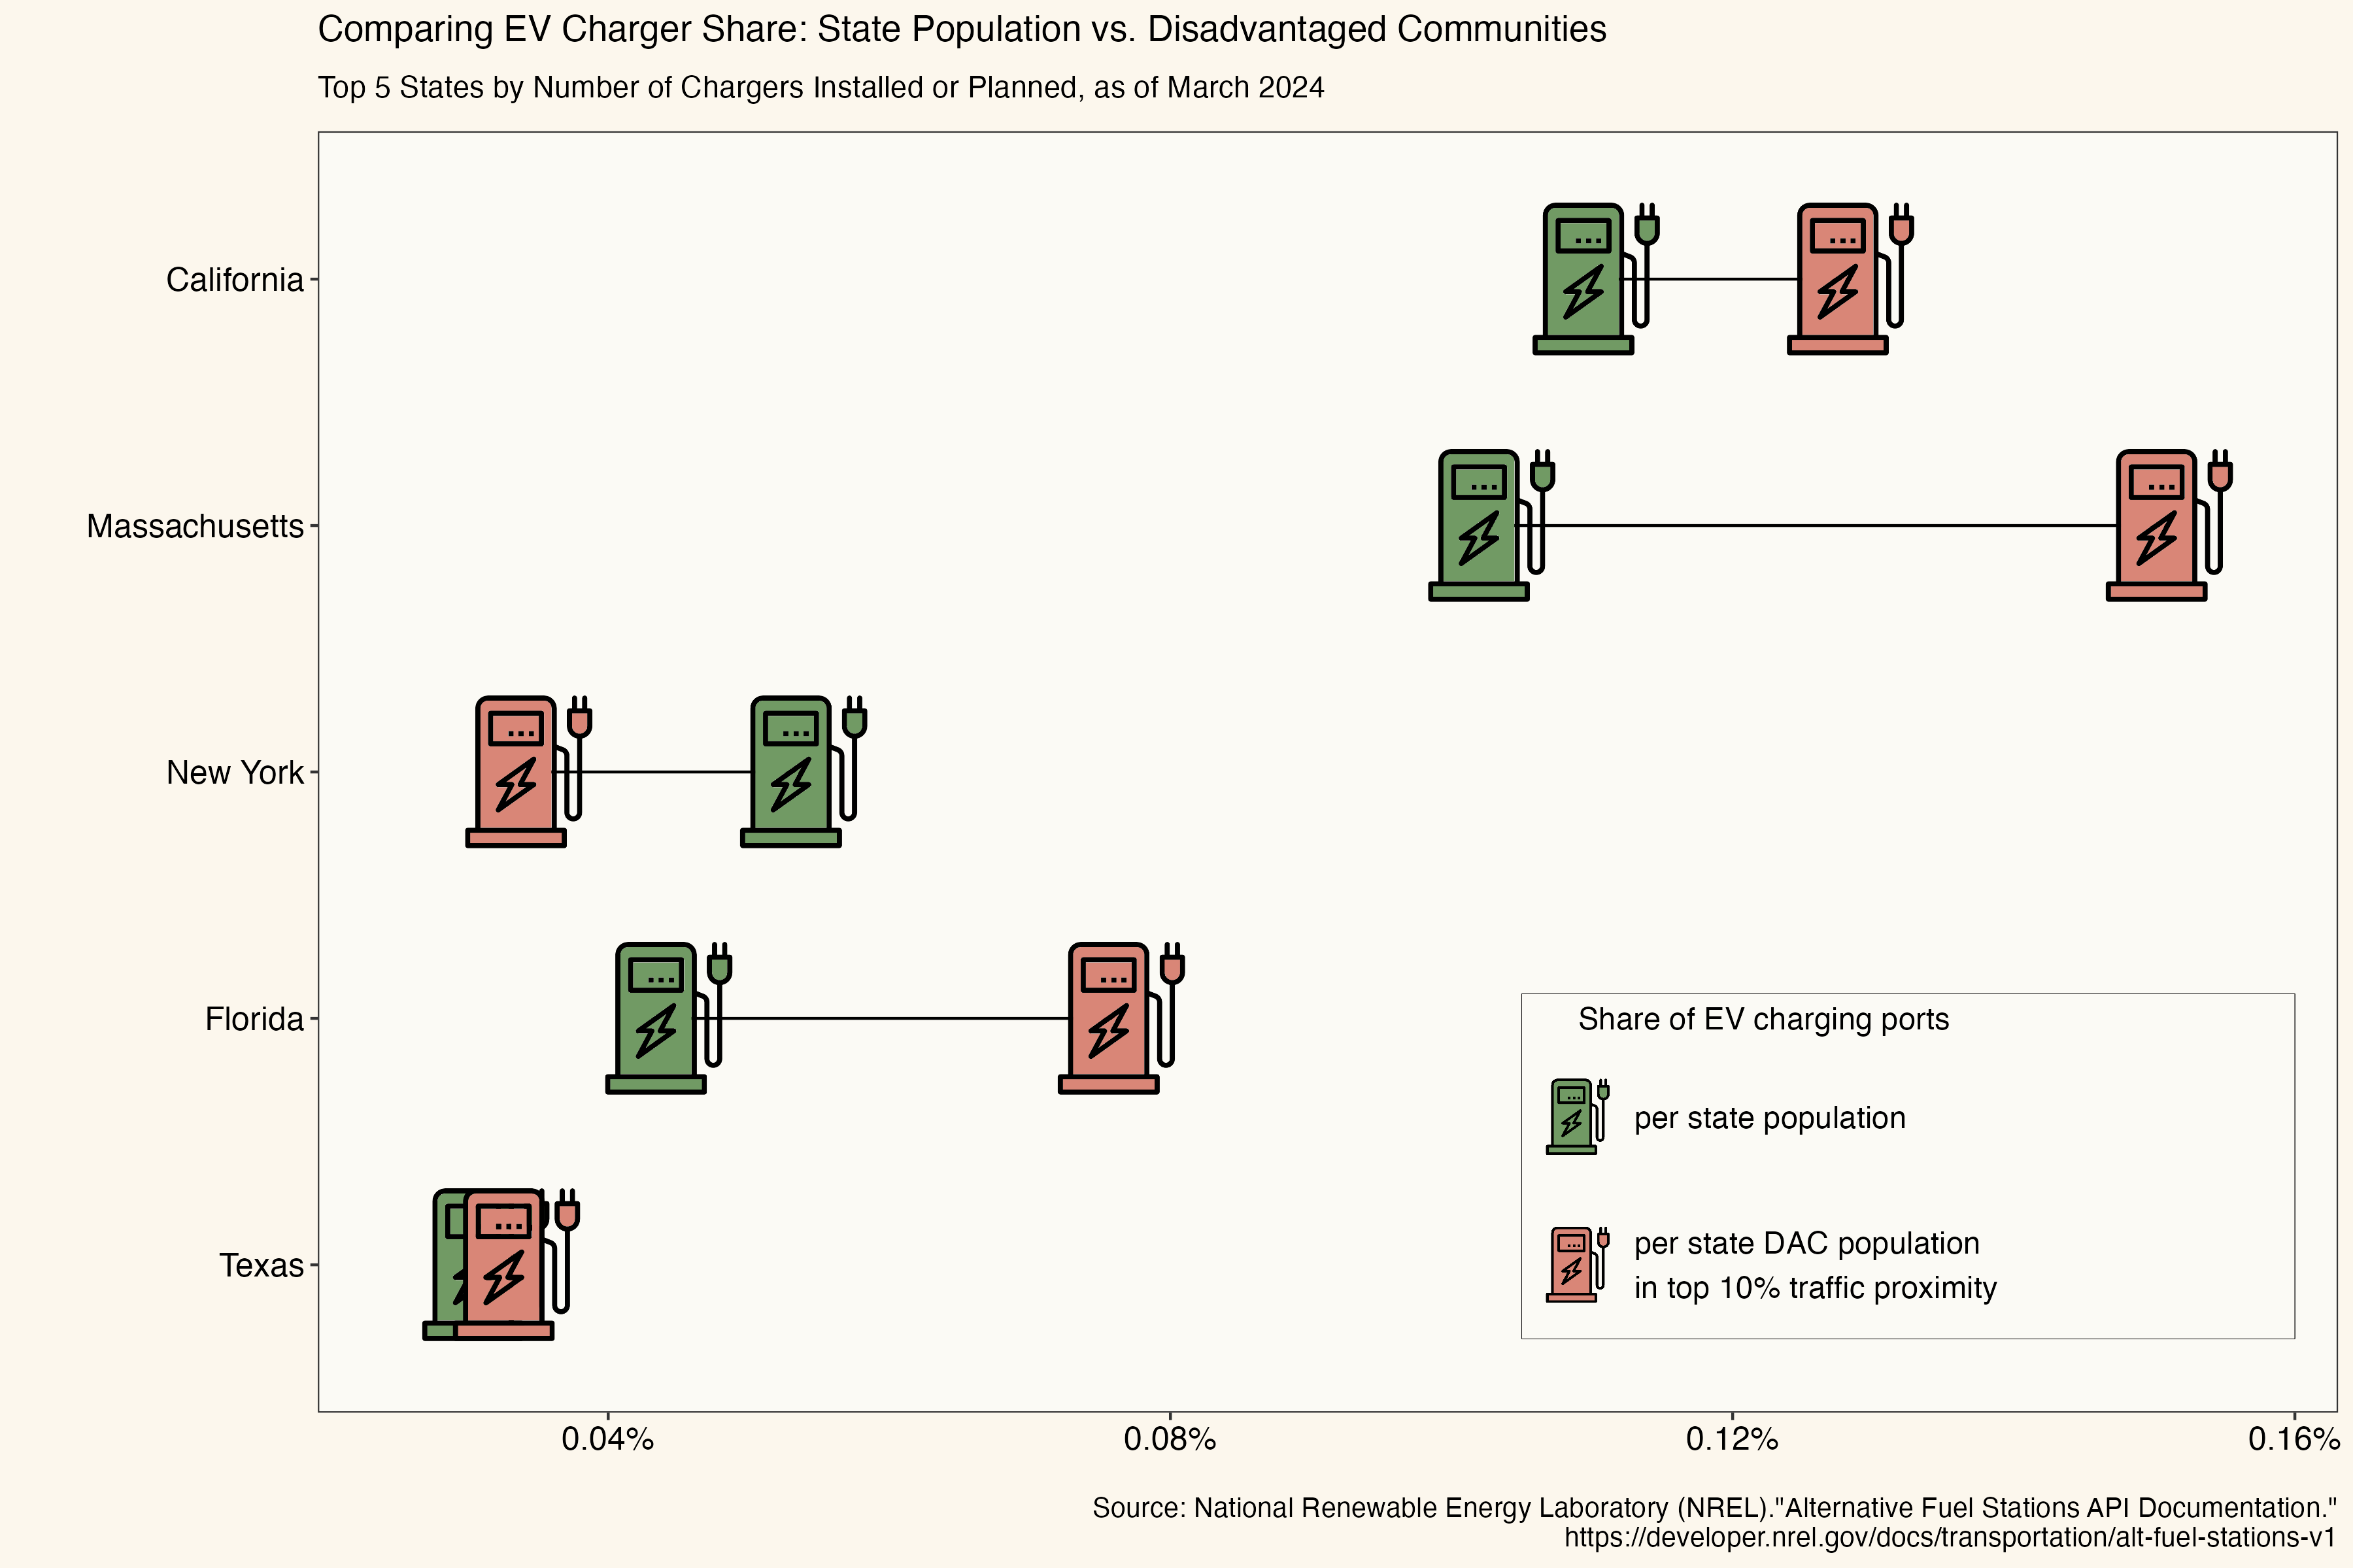 Comparing EV Charger Share: State Population vs. Disadvantaged Communities
Top 5 States by Number of Chargers Installed or Planned, as of March 2024
California
Massachusetts
New York
Florida
Texas
Share of EV charging ports
per state population
per state DAC population
in top 10% traffic proximity
0.04%
0.08%
0.12%
0.16%
Source: National Renewable Energy Laboratory (NREL)."Alternative Fuel Stations API Documentation."
https://developer.nrel.gov/docs/transportation/alt-fuel-stations-v1